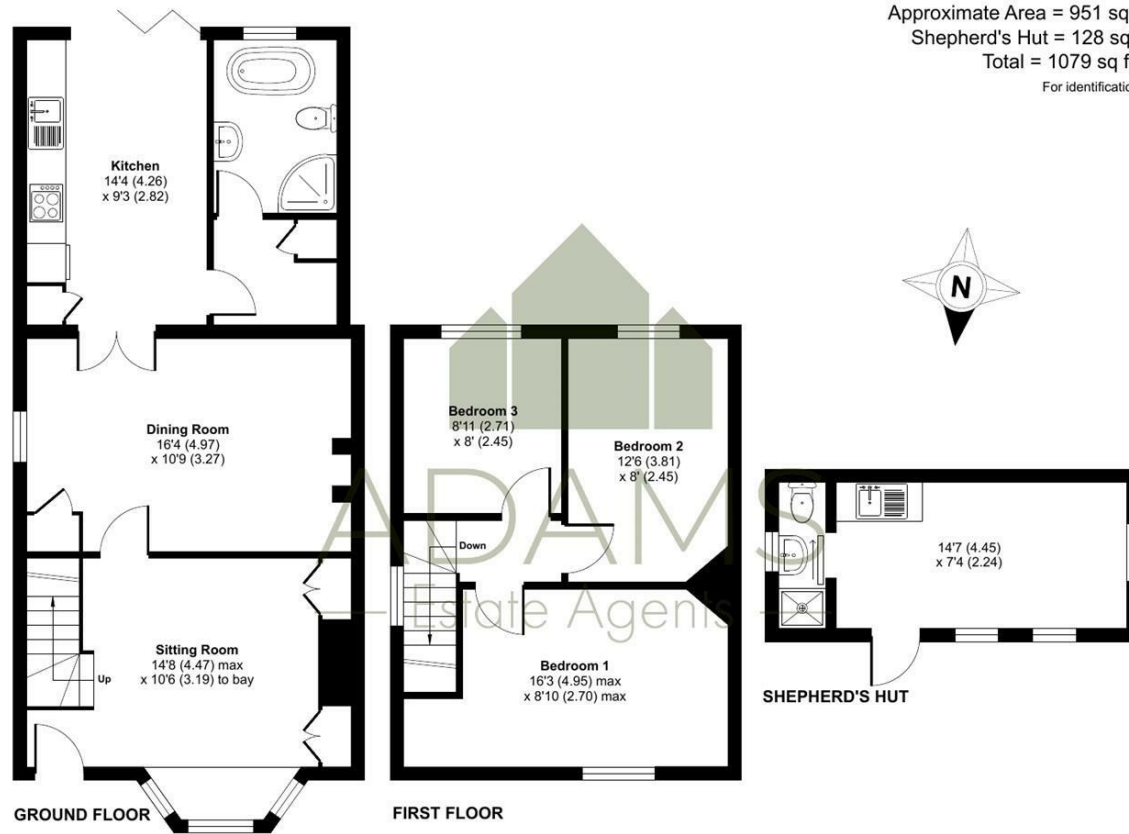 Approximate Area = 951 sq
Shepherd's Hut = 128 sq
Total = 1079 sq f
For identificatio
Kitchen
14'4 (4.26)
x 9'3 (2.82)
N
Dining Room
16'4 (4.97)
x 10'9 (3.27)
Bedroom 3
8'11 (2.71)
x 8' (2.45)
Bedroom 2
12'6 (3.81)
x 8' (2.45)
ADAMS
Estate Agents
Down
14'7 (4.45)
x 7'4 (2.24)
Sitting Room
14'8 (4.47) max
x 10'6 (3.19) to bay
Up
Bedroom 1
16'3 (4.95) max
x 8'10 (2.70) max
SHEPHERD'S HUT
GROUND FLOOR
FIRST FLOOR